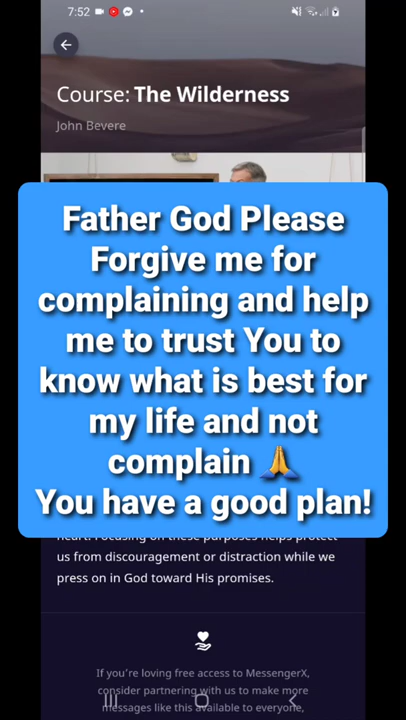 7:52
Course: The Wilderness
John Bevere
Father God Please
Forgive me for
complaining and help
me to trust You to
know what is best for
my life and not
complain 🙏
You have a good plan!
us from discouragement or distraction while we
press on in God toward His promises.
If you're loving free access to MessengerX,
consider partnering with us to make more
messages like this available to everyone,